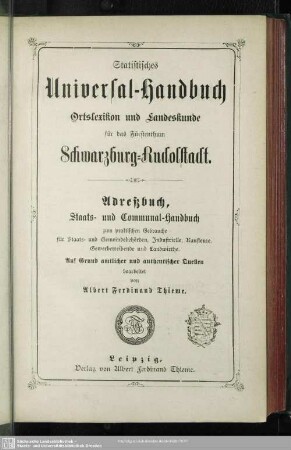 Statistisches
Universal-Handbuch
Ortslexikon und Landeskunde
für das Fürstenthum
Schwarzburg-Rudolstadt.
Adreßbuch,
Staats- und Communal-Handbuch
zum praktischen Gebrauche
für Staats- und Gemeindebehörden, Industrielle, Kaufleute,
Gewerbetreibende und Landwirthe.
Auf Grund amtlicher und authentischer Quellen
bearbeitet
von
Albert Ferdinand Thieme.
Leipzig,
Verlag von Albert Ferdinand Thieme.